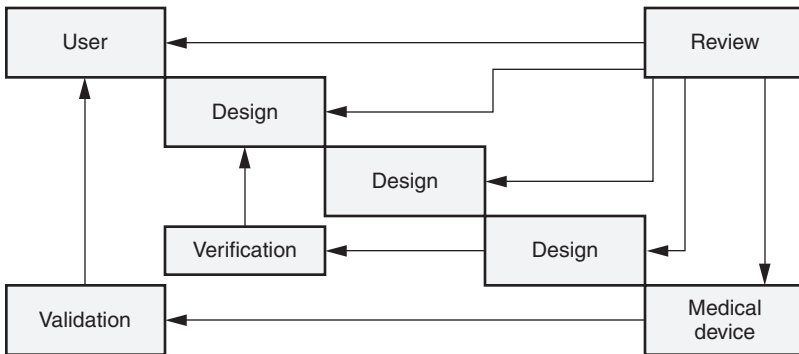 User
Review
Design
Design
Verification
Design
Validation
Medical
device